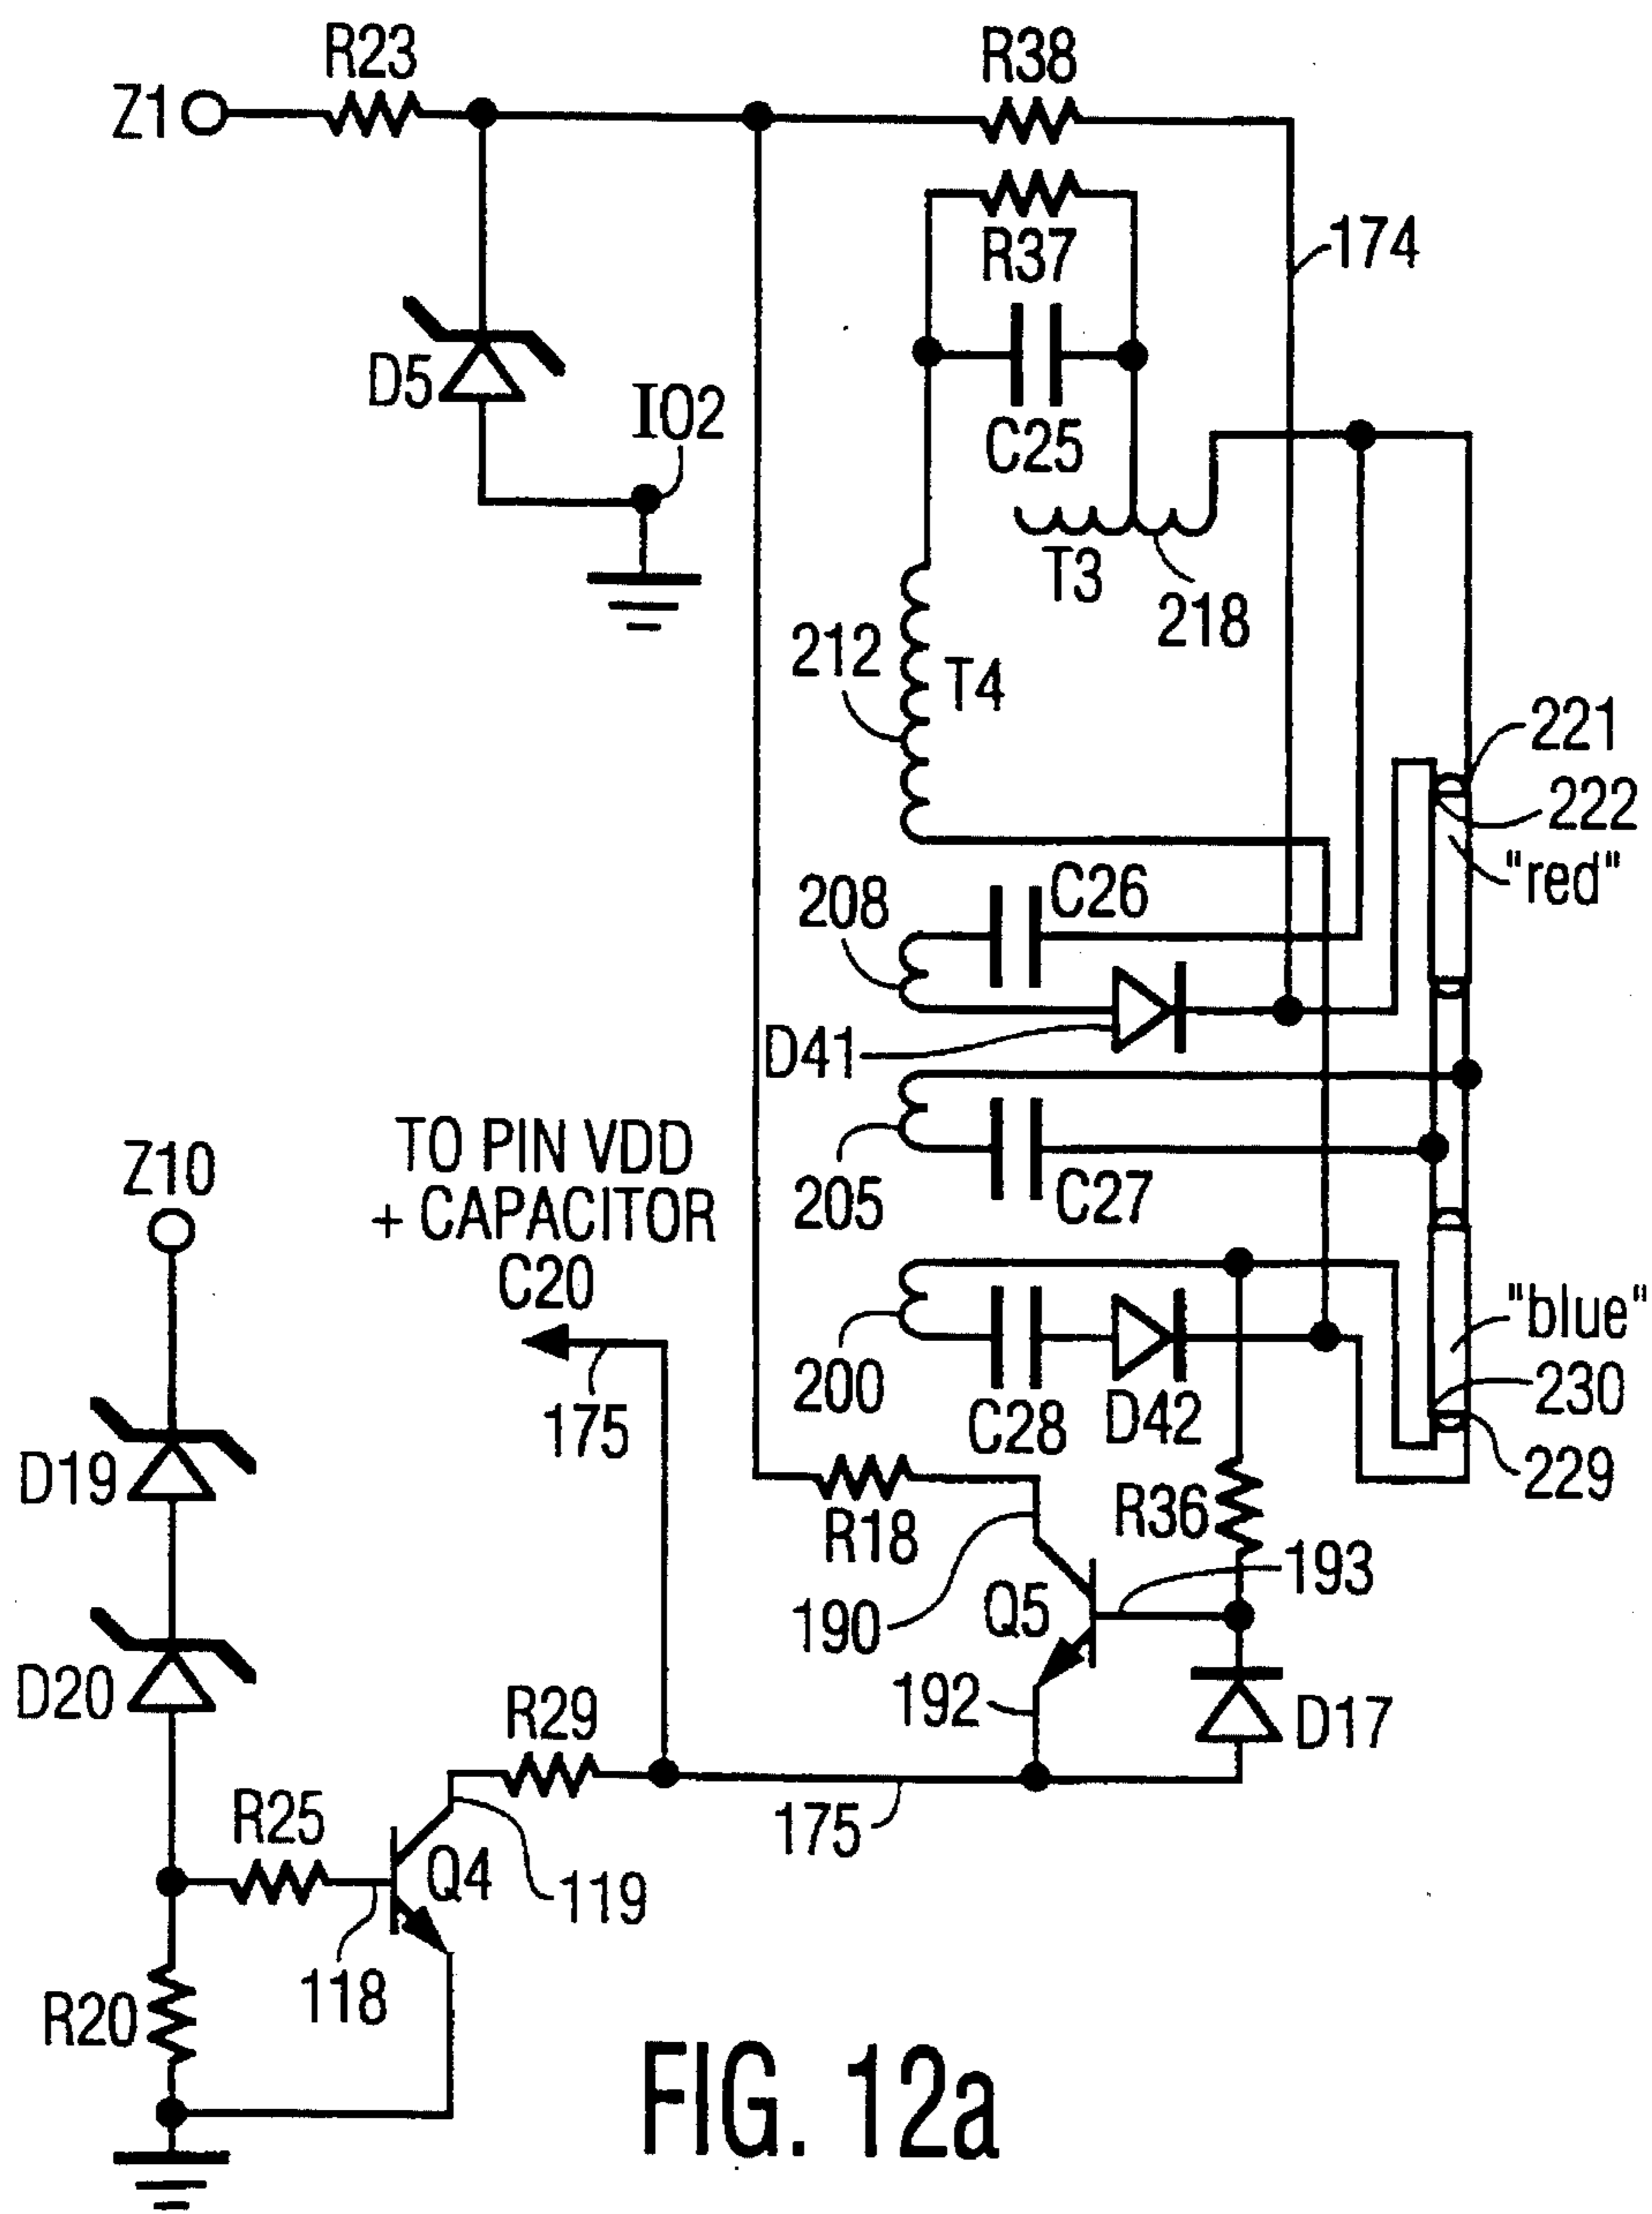 R23
R38
Z1
R37
174
D5
IO2
C25
T3
218
212
T4
221
222
"red"
208
C26
D41
205
C27
Z10
TO PIN VDD
+ CAPACITOR
C20
175
200
C28
D42
"blue"
230
229
D19
R18
R36
190
Q5
193
D20
192
D17
R29
175
R25
Q4
119
118
R20
FIG. 12a